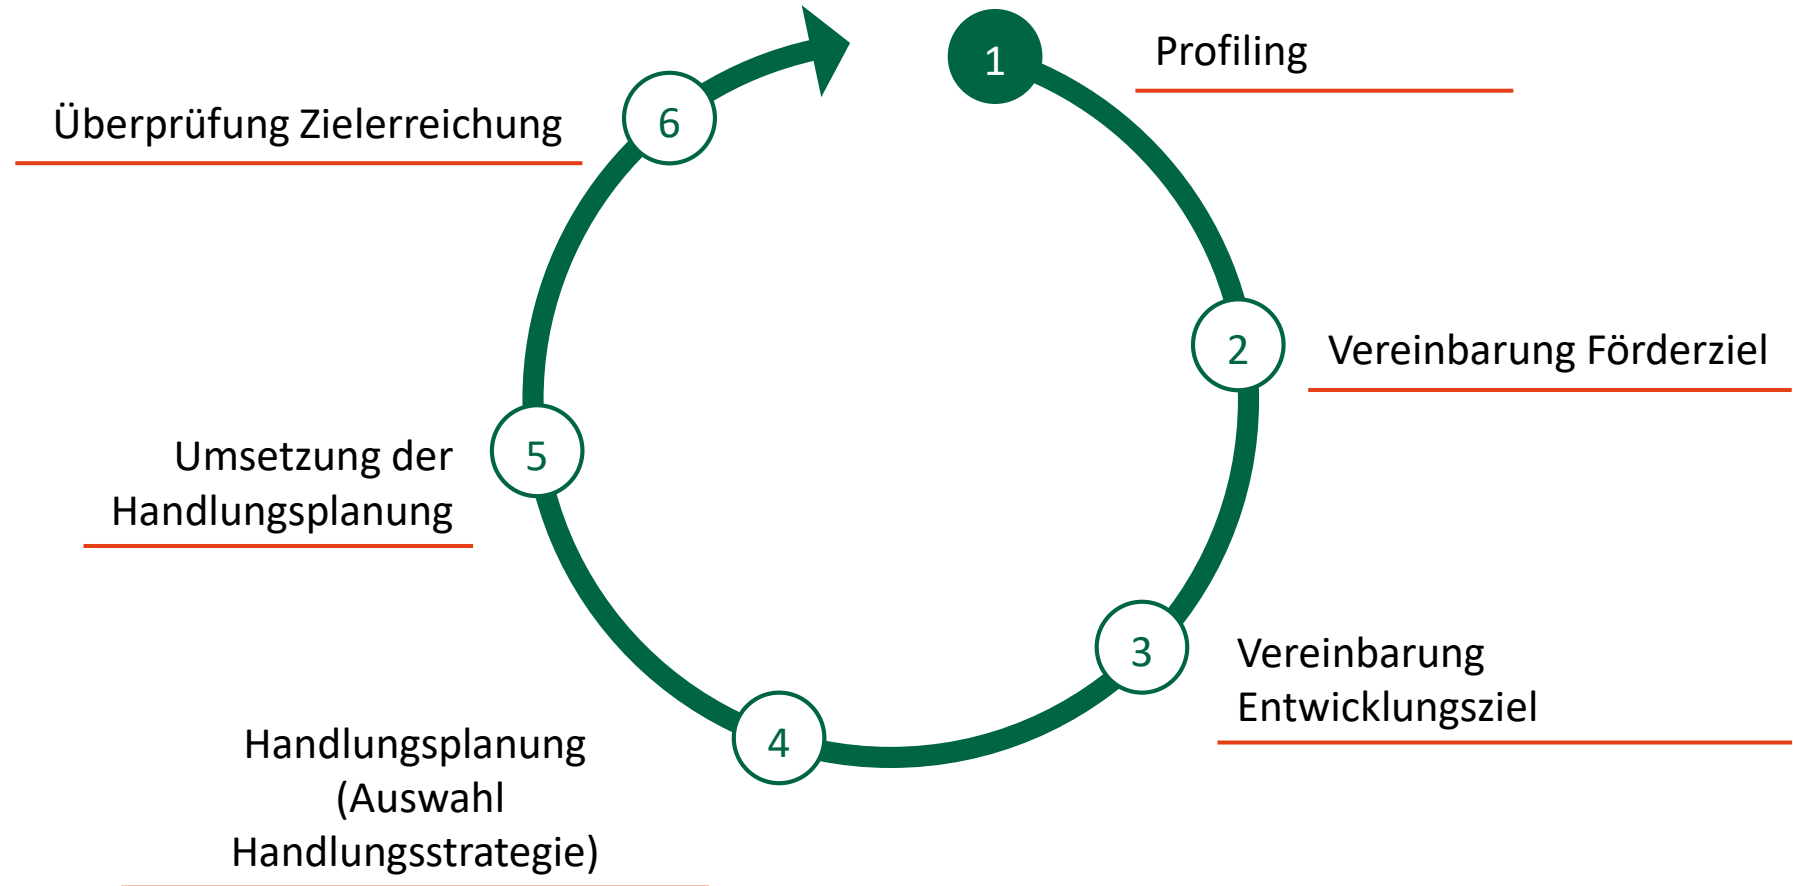 1
Profiling
2
Vereinbarung Förderziel
3
Vereinbarung
Entwicklungsziel
4
Handlungsplanung
(Auswahl
Handlungsstrategie)
5
Umsetzung der
Handlungsplanung
6
Überprüfung Zielerreichung